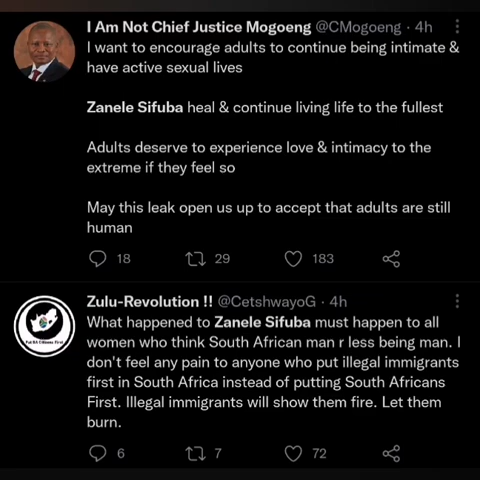 I Am Not Chief Justice Mogoeng @CMogoeng · 4h
I want to encourage adults to continue being intimate &
have active sexual lives
Zanele Sifuba heal & continue living life to the fullest
Adults deserve to experience love & intimacy to the
extreme if they feel so
May this leak open us up to accept that adults are still
human
18 29 183
Zulu-Revolution !! @CetshwayoG · 4h
What happened to Zanele Sifuba must happen to all
women who think South African man r less being man. I
don't feel any pain to anyone who put illegal immigrants
first in South Africa instead of putting South Africans
First. Illegal immigrants will show them fire. Let them
burn.
Put RSA Citizens First
6 7 72